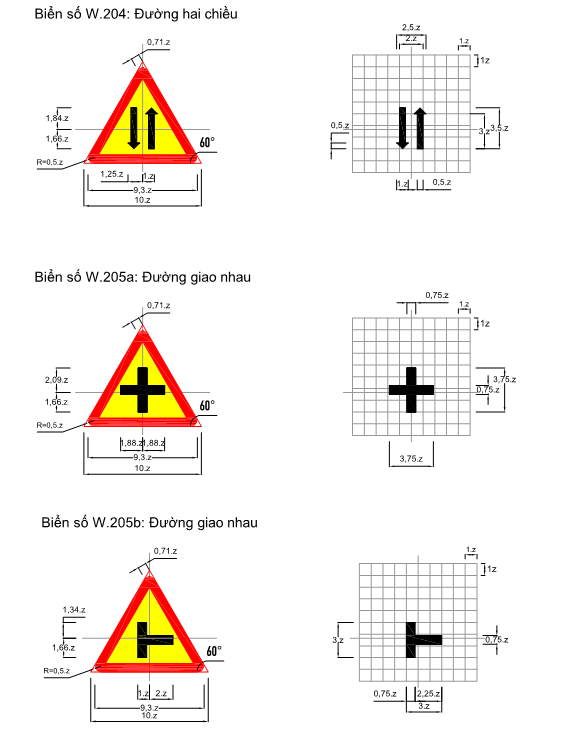 Biển số W.204: Đường hai chiều
0,71.z
1,84.z
1,66.z
60°
R=0,5.z
1,25.z
1.z
9,3.z
10.z
2,5.z
2.z
1.z
1z
0,5.z
3.z
3,5.z
1.z
0,5.z
Biển số W.205a: Đường giao nhau
0,71.z
2,09.z
1,66.z
60°
R=0,5.z
1,88.z
1,88.z
9,3.z
10.z
0,75.z
1.z
1z
3,75.z
0,75.z
3,75.z
Biển số W.205b: Đường giao nhau
0,71.z
1,34.z
1,66.z
60°
R=0,5.z
1.z
2.z
9,3.z
10.z
1.z
1z
3.z
0,75.z
0,75.z
2,25.z
3.z